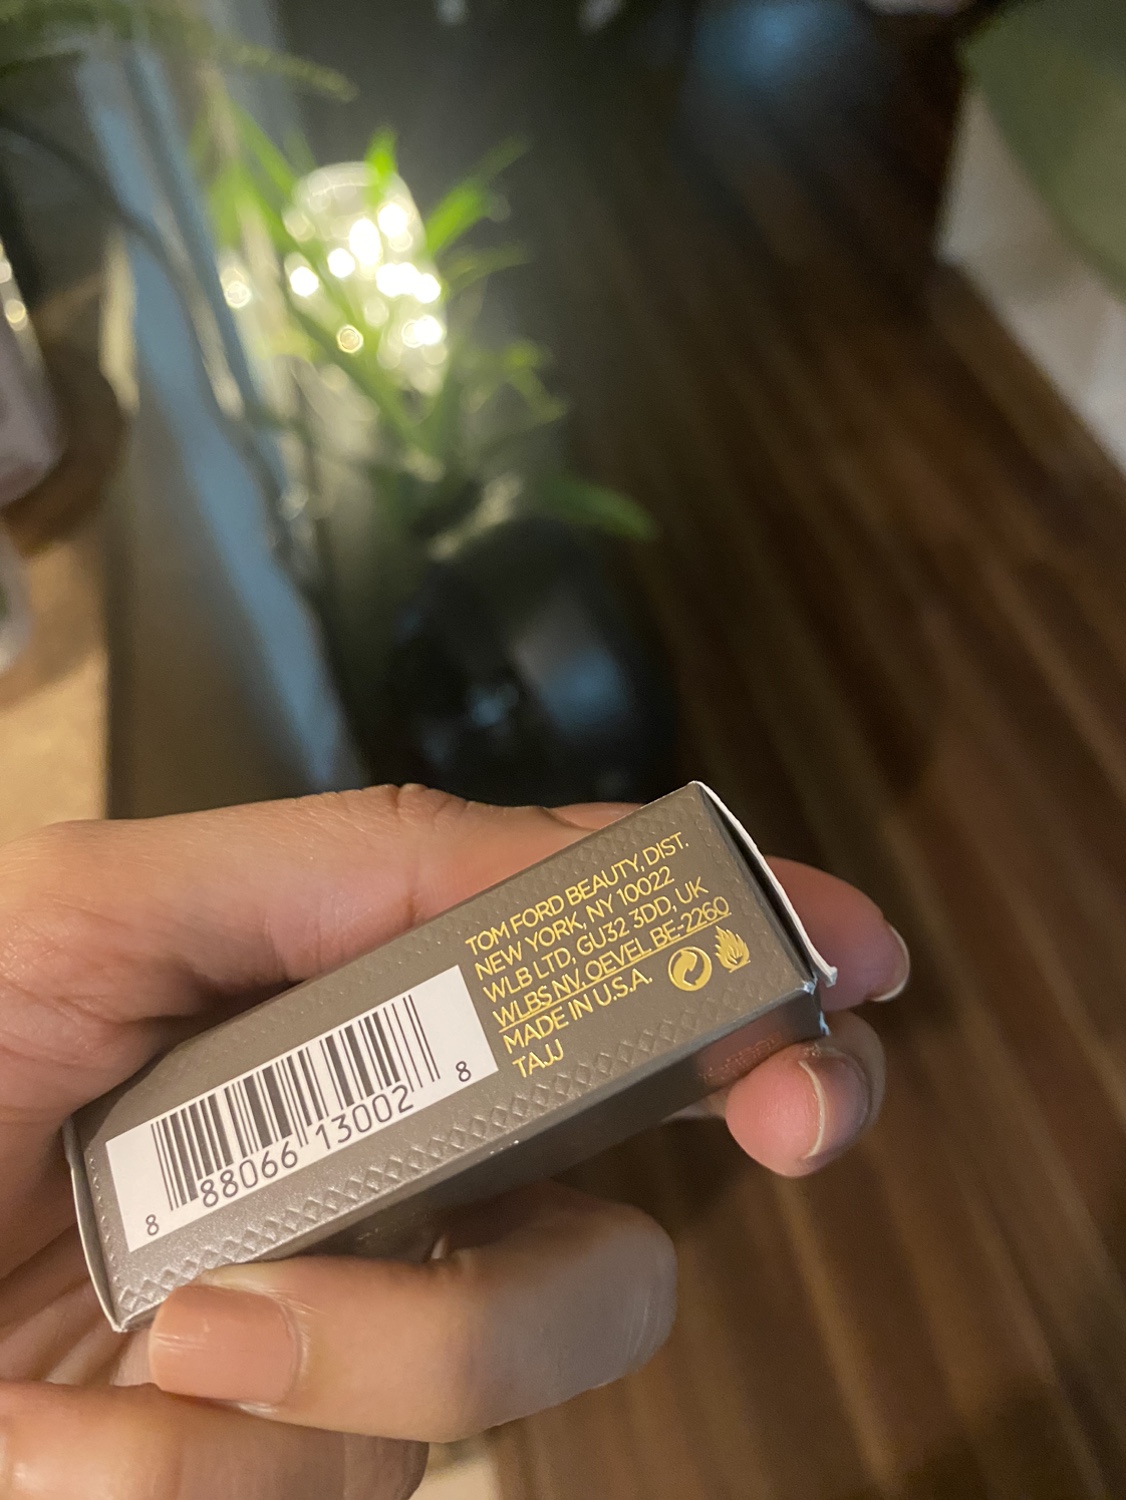 TOM FORD BEAUTY, DIST.
NEW YORK, NY 10022
WLB LTD, GU32 3DD, UK
WLBS NV. OEVEL BE-2260
MADE IN U.S.A.
TAJJ
8 88066 13002 8